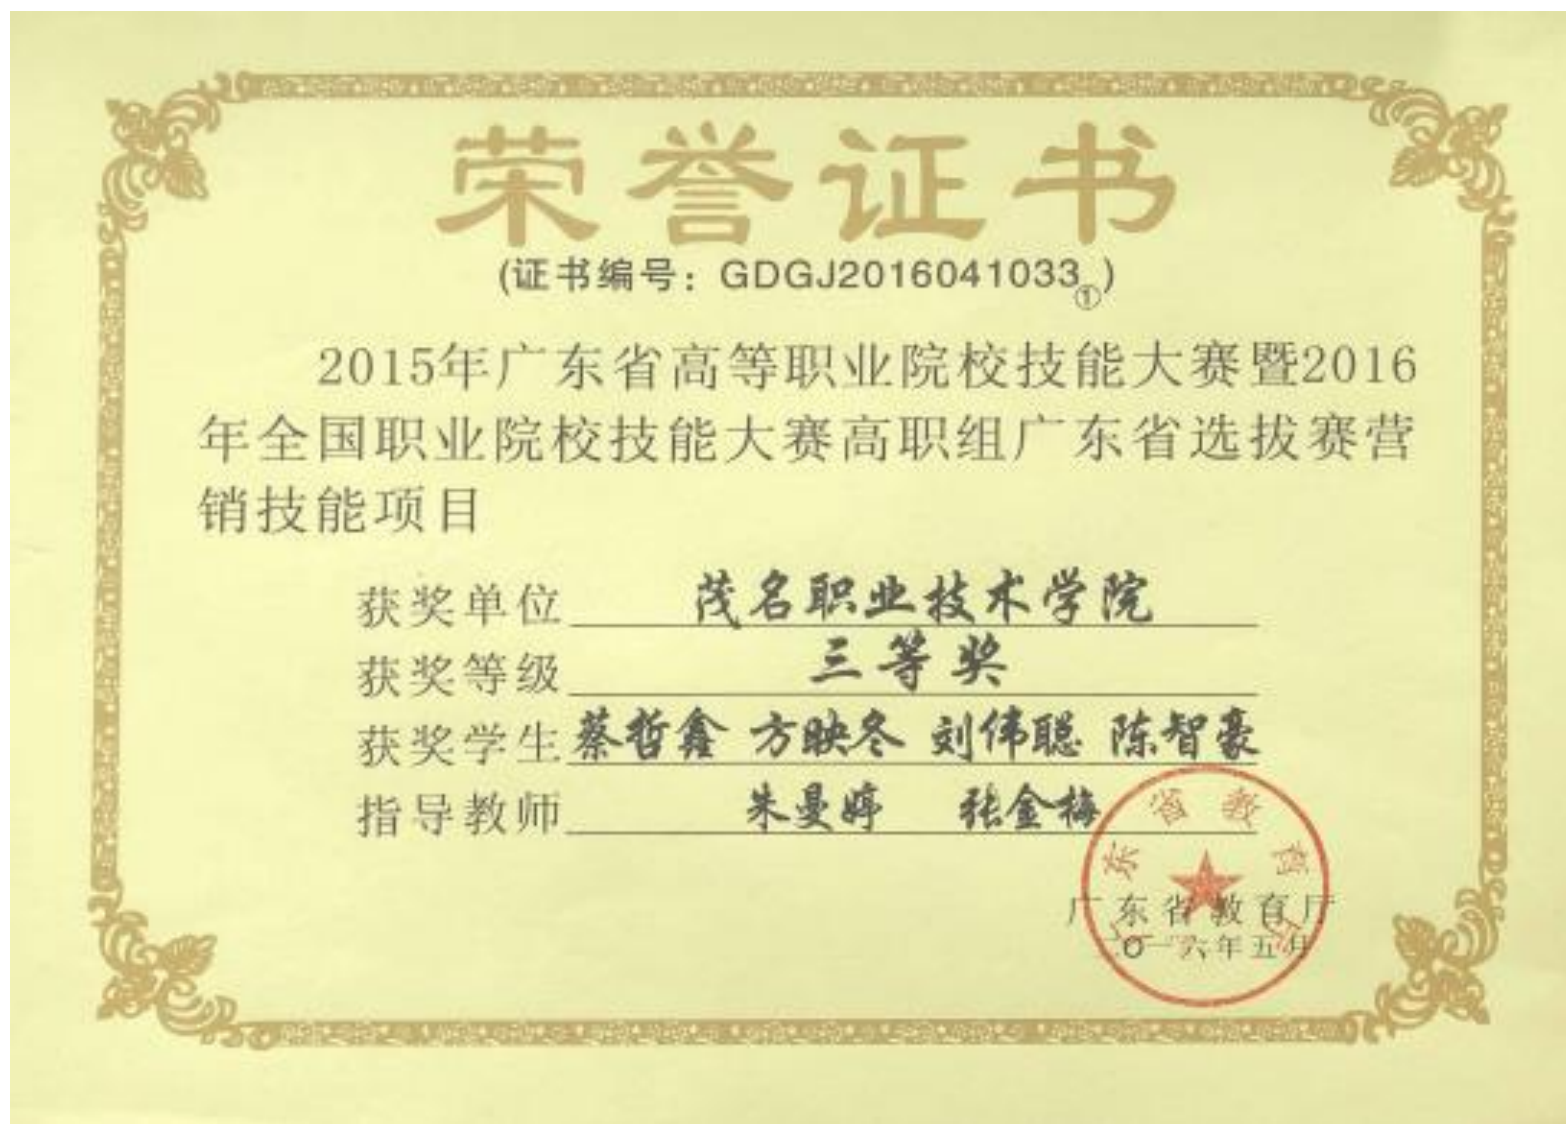 荣誉证书
(证书编号：GDGJ2016041033①)
2015年广东省高等职业院校技能大赛暨2016
年全国职业院校技能大赛高职组广东省选拔赛营
销技能项目
获奖单位 茂名职业技术学院
获奖等级 三等奖
获奖学生 蔡哲鑫 方映冬 刘伟聪 陈智豪
指导教师 朱曼婷 张金梅
广东省教育厅
广东省教育厅
二〇一六年五月